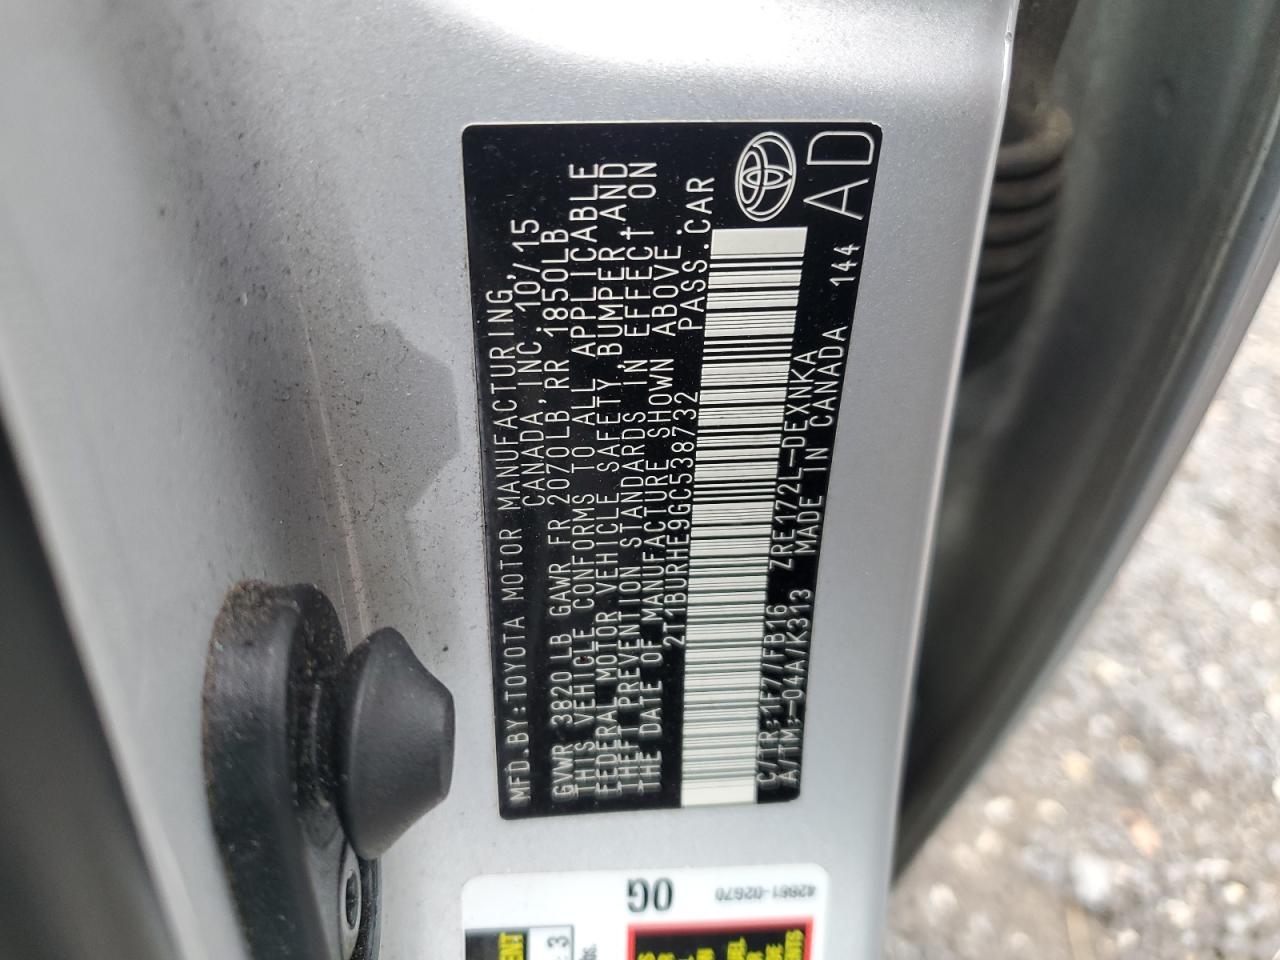 MFD. BY: TOYOTA MOTOR MANUFACTURING,
CANADA, INC. 10/15
GVWR 3820LB GAWR FR 2070LB, RR 1850LB
THIS VEHICLE CONFORMS TO ALL APPLICABLE
FEDERAL MOTOR VEHICLE SAFETY, BUMPER, AND
THEFT PREVENTION STANDARDS IN EFFECT ON
THE DATE OF MANUFACTURE SHOWN ABOVE.
2T1BURHE9GC538732 PASS. CAR
C/TR: 1F7/FB16 ZRE172L-DEXNKA 144
A/TM: -04A/K313 MADE IN CANADA
AD
0G
42661-02670